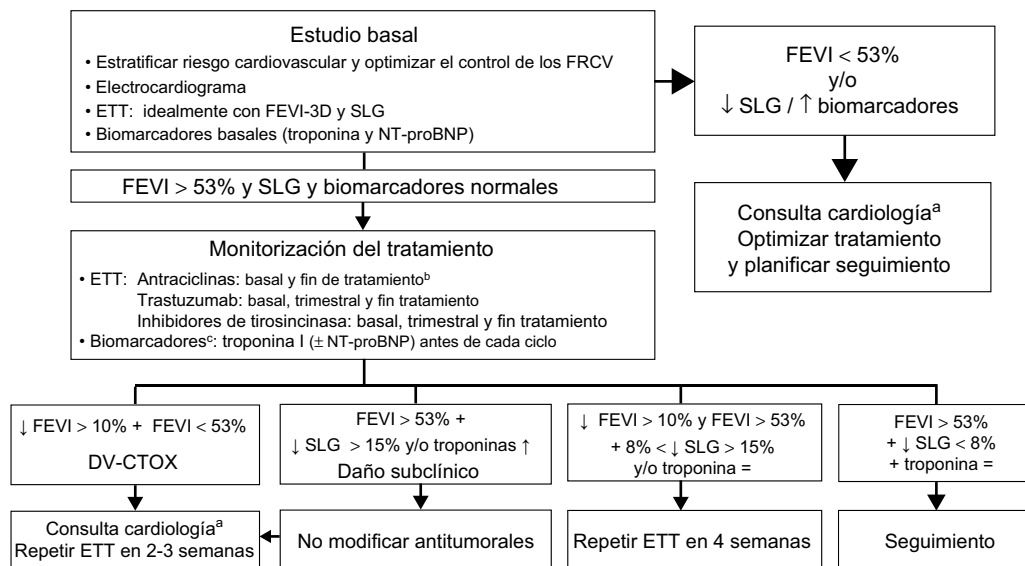 Estudio basal
• Estratificar riesgo cardiovascular y optimizar el control de los FRCV
• Electrocardiograma
• ETT: idealmente con FEVI-3D y SLG
• Biomarcadores basales (troponina y NT-proBNP)
FEVI < 53%
y/o
↓ SLG / ↑ biomarcadores
FEVI > 53% y SLG y biomarcadores normales
Consulta cardiologíaª
Optimizar tratamiento
y planificar seguimiento
Monitorización del tratamiento
• ETT: Antraciclinas: basal y fin de tratamientoᵇ
Trastuzumab: basal, trimestral y fin tratamiento
Inhibidores de tirosincinasa: basal, trimestral y fin tratamiento
• Biomarcadoresᶜ: troponina I (± NT-proBNP) antes de cada ciclo
↓ FEVI > 10% + FEVI < 53%
DV-CTOX
FEVI > 53% +
↓ SLG > 15% y/o troponinas ↑
Daño subclínico
↓ FEVI > 10% y FEVI > 53%
+ 8% < ↓ SLG > 15%
y/o troponina =
FEVI > 53%
+ ↓ SLG < 8%
+ troponina =
Consulta cardiologíaª
Repetir ETT en 2-3 semanas
No modificar antitumorales
Repetir ETT en 4 semanas
Seguimiento